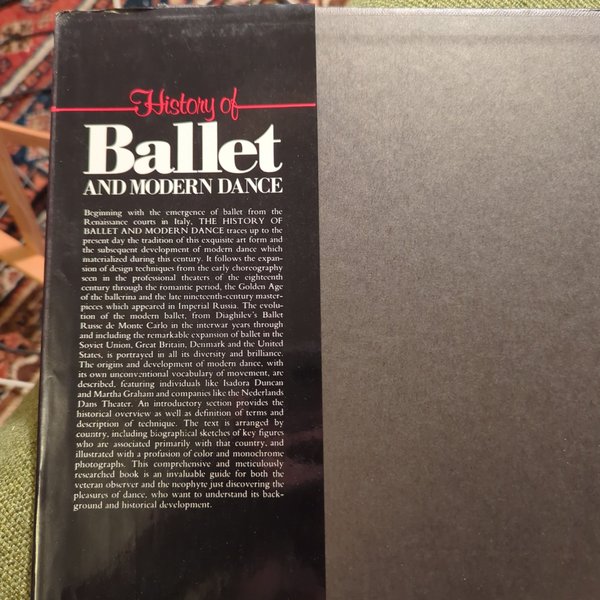 History of
Ballet
AND MODERN DANCE
Beginning with the emergence of ballet from the
Renaissance courts in Italy, THE HISTORY OF
BALLET AND MODERN DANCE traces up to the
present day the tradition of this exquisite art form and
the subsequent development of modern dance which
materialized during this century. It follows the expan-
sion of design techniques from the early choreography
seen in the professional theaters of the eighteenth
century through the romantic period, the Golden Age
of the ballerina and the late nineteenth-century master-
pieces which appeared in Imperial Russia. The evolu-
tion of the modern ballet, from Diaghilev's Ballet
Russe de Monte Carlo in the interwar years through
and including the remarkable expansion of ballet in the
Soviet Union, Great Britain, Denmark and the United
States, is portrayed in all its diversity and brilliance.
The origins and development of modern dance, with
its own unconventional vocabulary of movement, are
described, featuring individuals like Isadora Duncan
and Martha Graham and companies like the Nederlands
Dans Theater. An introductory section provides the
historical overview as well as definition of terms and
description of technique. The text is arranged by
country, including biographical sketches of key figures
who are associated primarily with that country, and
illustrated with a profusion of color and monochrome
photographs. This comprehensive and meticulously
researched book is an invaluable guide for both the
veteran observer and the neophyte just discovering the
pleasures of dance, who want to understand its back-
ground and historical development.